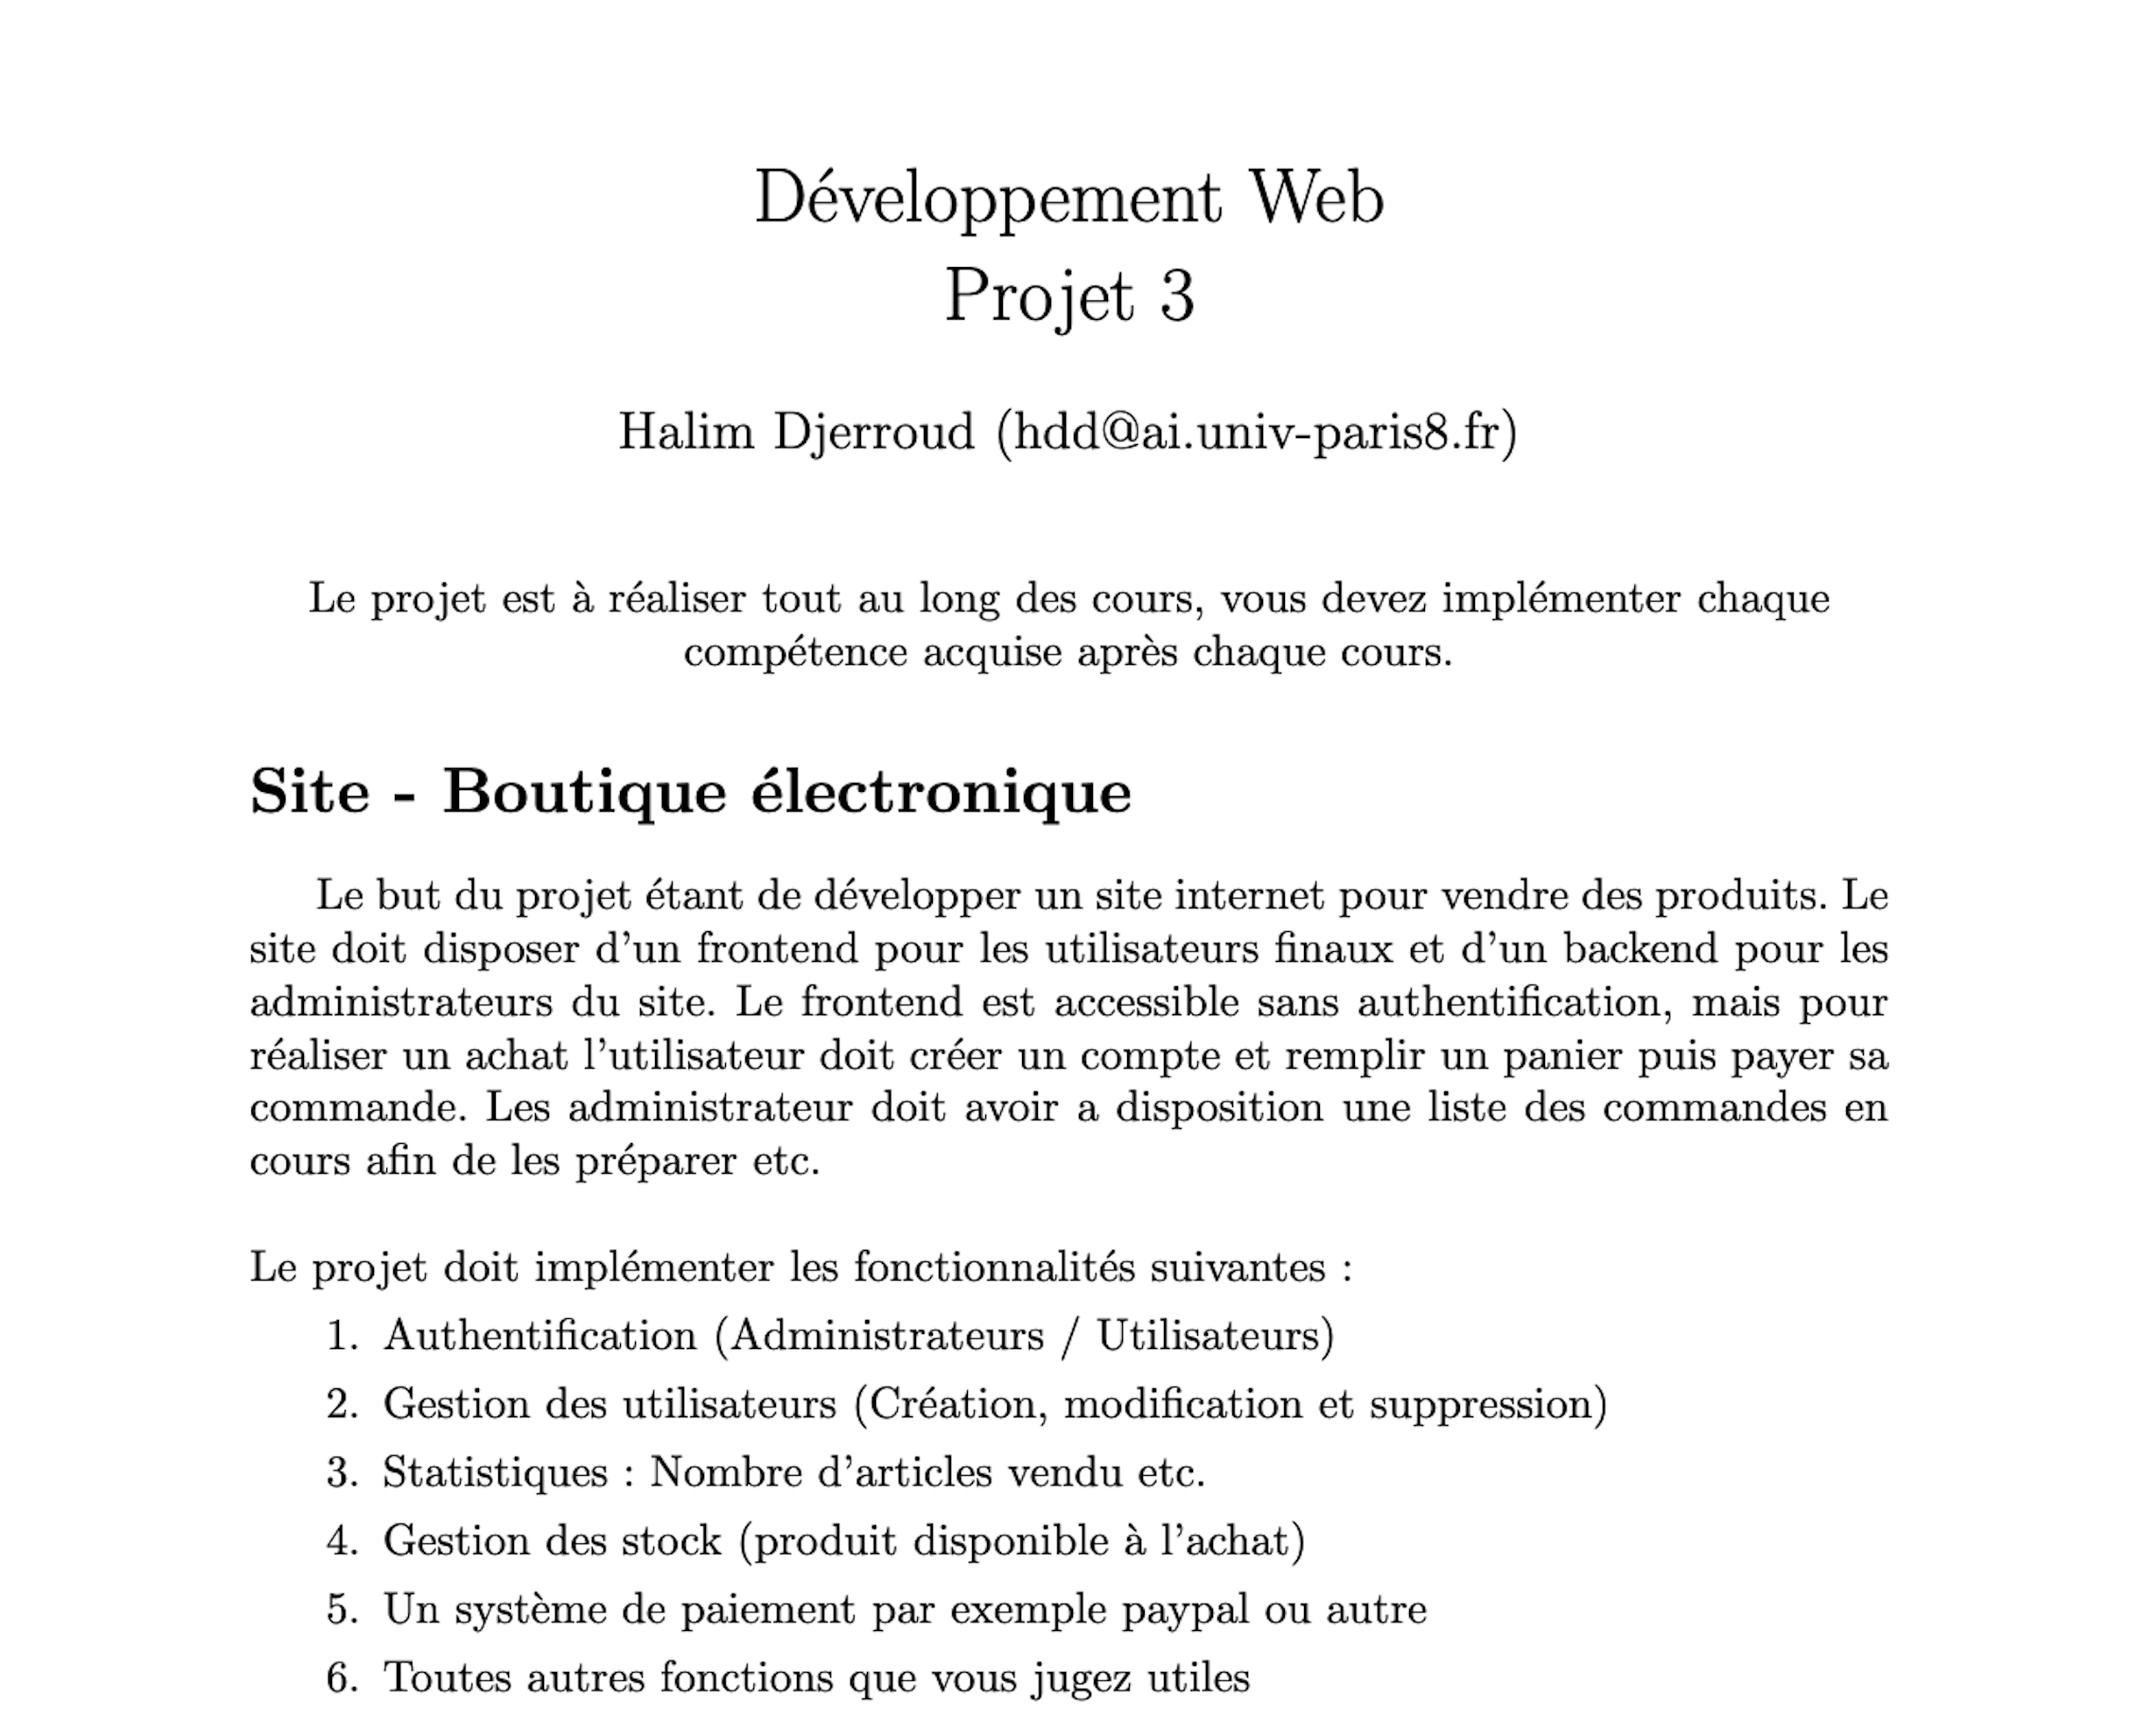 Développement Web
Projet 3
Halim Djerroud (hdd@ai.univ-paris8.fr)
Le projet est à réaliser tout au long des cours, vous devez implémenter chaque
compétence acquise après chaque cours.
Site - Boutique électronique
Le but du projet étant de développer un site internet pour vendre des produits. Le
site doit disposer d'un frontend pour les utilisateurs finaux et d'un backend pour les
administrateurs du site. Le frontend est accessible sans authentification, mais pour
réaliser un achat l'utilisateur doit créer un compte et remplir un panier puis payer sa
commande. Les administrateur doit avoir a disposition une liste des commandes en
cours afin de les préparer etc.
Le projet doit implémenter les fonctionnalités suivantes :
1. Authentification (Administrateurs / Utilisateurs)
2. Gestion des utilisateurs (Création, modification et suppression)
3. Statistiques : Nombre d'articles vendu etc.
4. Gestion des stock (produit disponible à l'achat)
5. Un système de paiement par exemple paypal ou autre
6. Toutes autres fonctions que vous jugez utiles